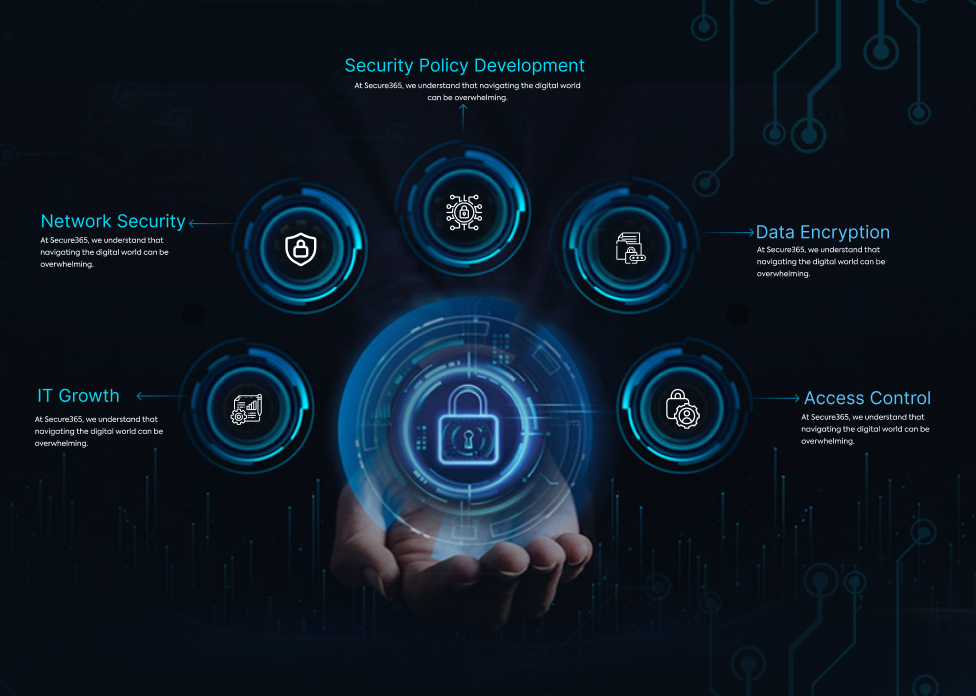 Security Policy Development
At Secure365, we understand that navigating the digital world
can be overwhelming.
Network Security
At Secure365, we understand that
navigating the digital world can be
overwhelming.
Data Encryption
At Secure365, we understand that
navigating the digital world can be
overwhelming.
IT Growth
At Secure365, we understand that
navigating the digital world can be
overwhelming.
Access Control
At Secure365, we understand that
navigating the digital world can be
overwhelming.